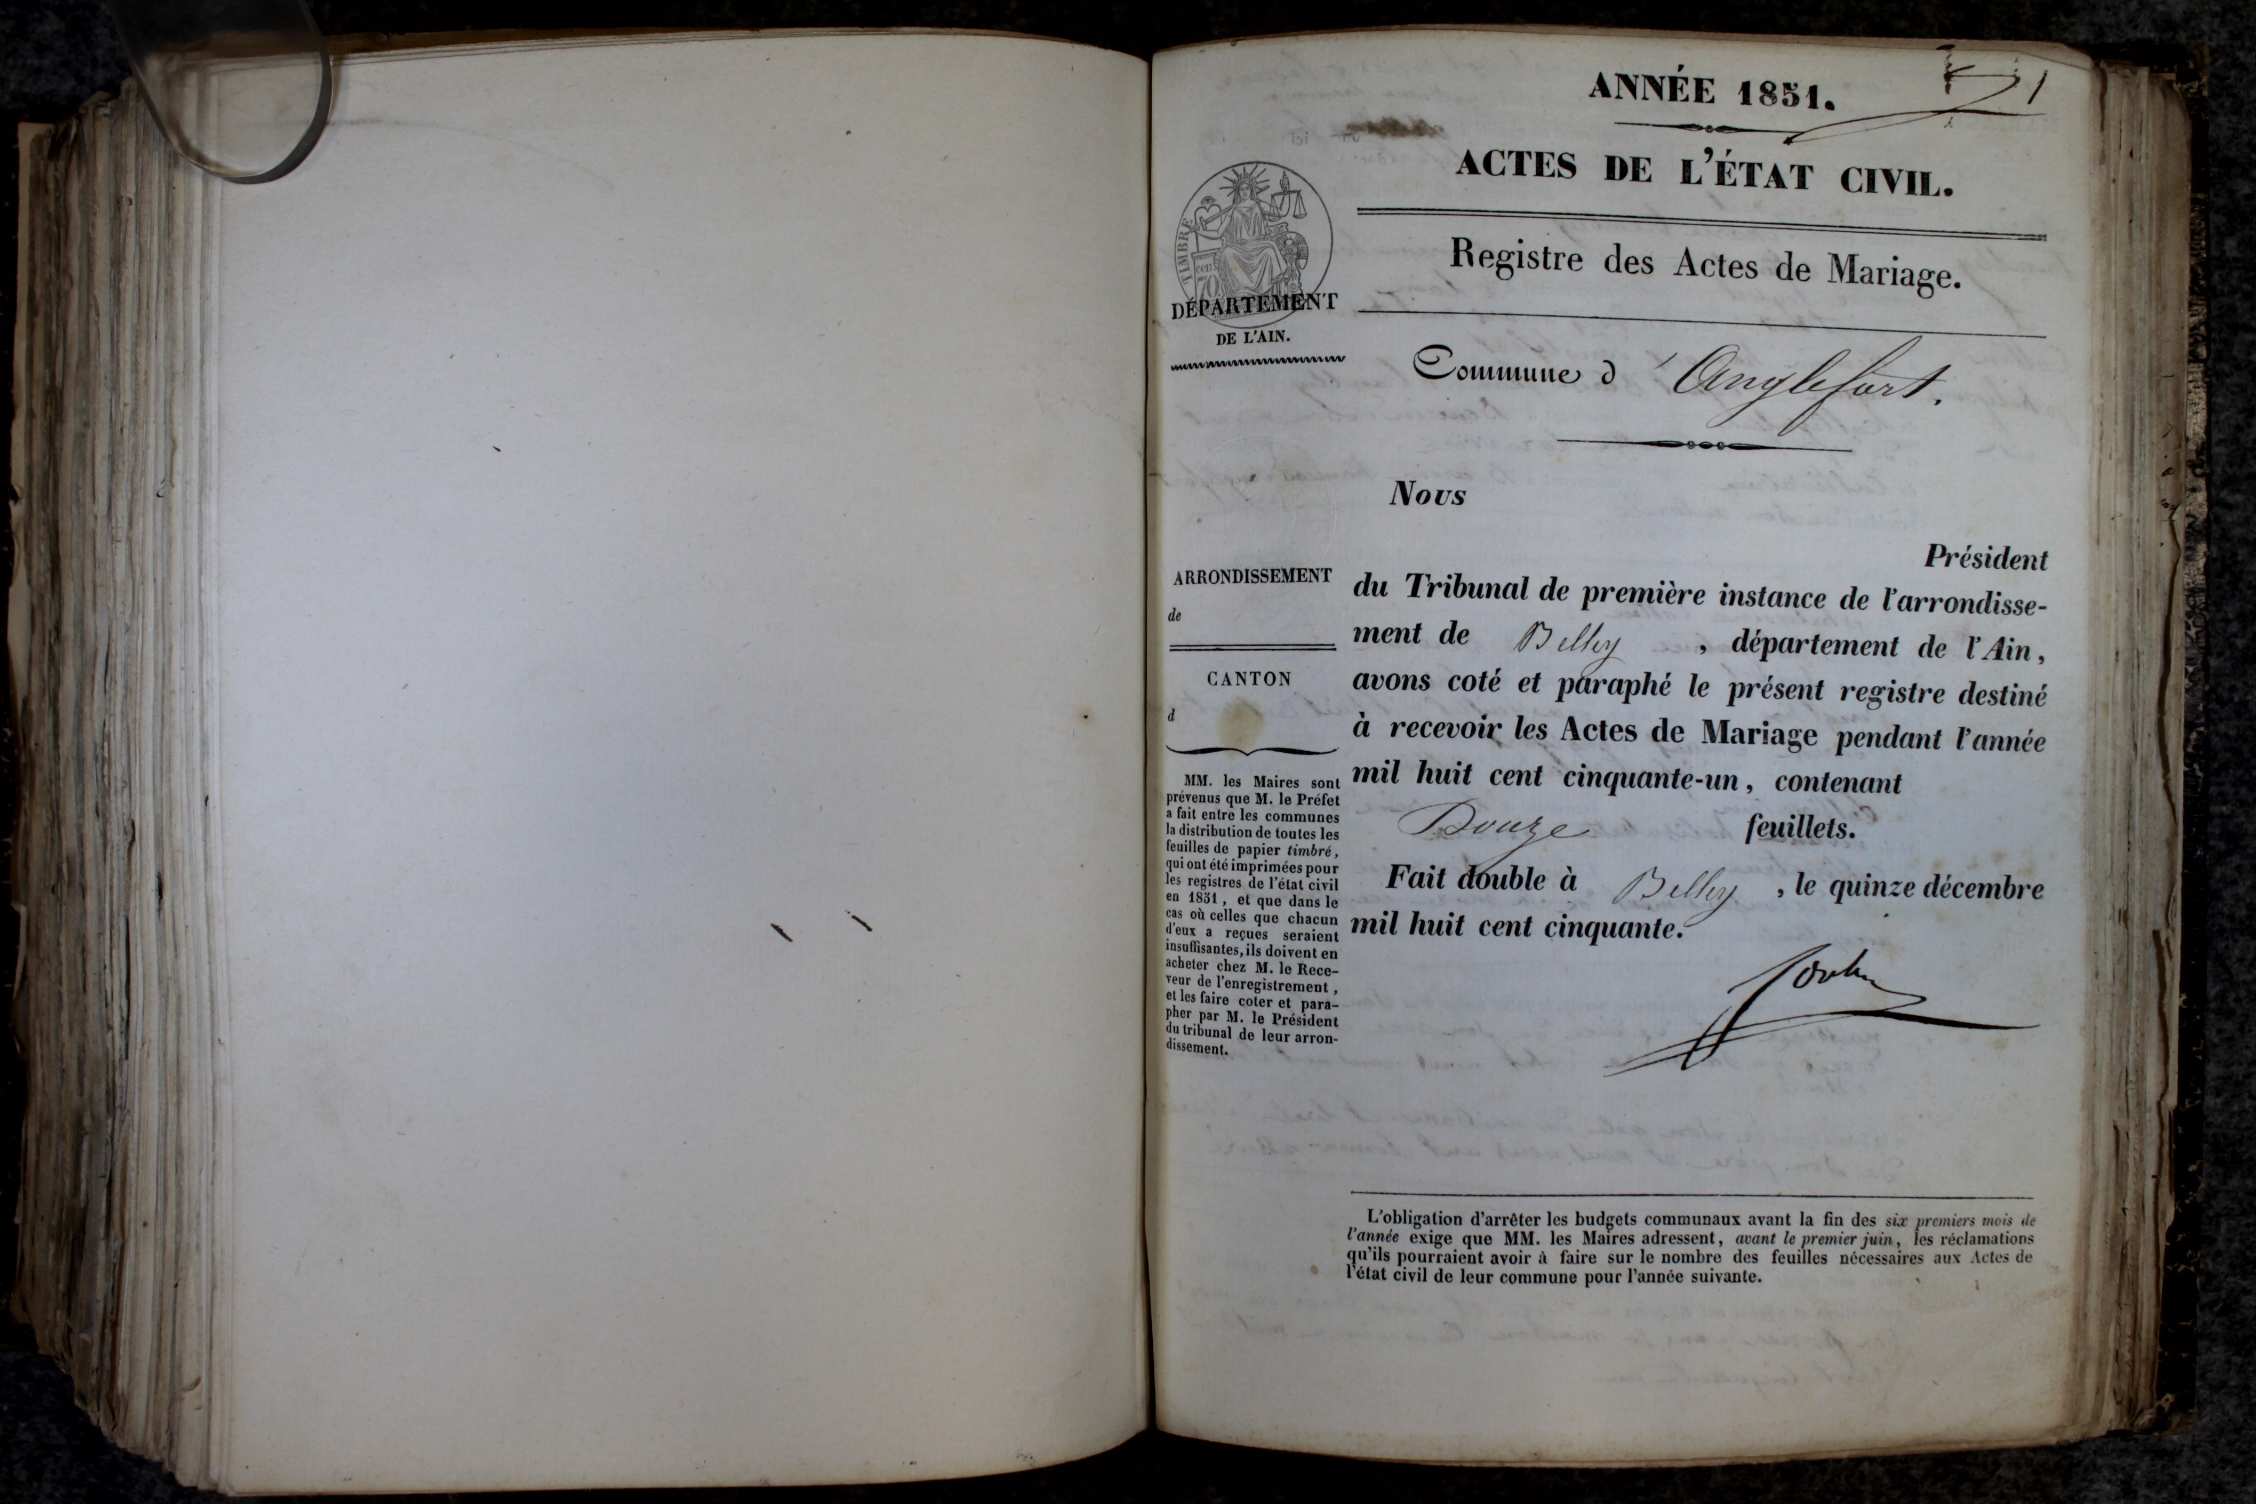 ANNÉE 1851.
1
ACTES DE L'ÉTAT CIVIL.
Registre des Actes de Mariage.
TIMBRE
cens
70
DÉPARTEMENT
DE L'AIN.
Commune d'Anglefort.
Nous
Président
du Tribunal de première instance de l'arrondisse-
ment de Belley, département de l'Ain,
avons coté et paraphé le présent registre destiné
à recevoir les Actes de Mariage pendant l'année
mil huit cent cinquante-un, contenant
Douze feuillets.
Fait double à Belley, le quinze décembre
mil huit cent cinquante.
ARRONDISSEMENT
de
CANTON
d
MM. les Maires sont
prévenus que M. le Préfet
a fait entre les communes
la distribution de toutes les
feuilles de papier timbré,
qui ont été imprimées pour
les registres de l'état civil
en 1851, et que dans le
cas où celles que chacun
d'eux a reçues seraient
insuffisantes, ils doivent en
acheter chez M. le Rece-
veur de l'enregistrement,
et les faire coter et para-
pher par M. le Président
du tribunal de leur arron-
dissement.
L'obligation d'arrêter les budgets communaux avant la fin des six premiers mois de
l'année exige que MM. les Maires adressent, avant le premier juin, les réclamations
qu'ils pourraient avoir à faire sur le nombre des feuilles nécessaires aux Actes de
l'état civil de leur commune pour l'année suivante.